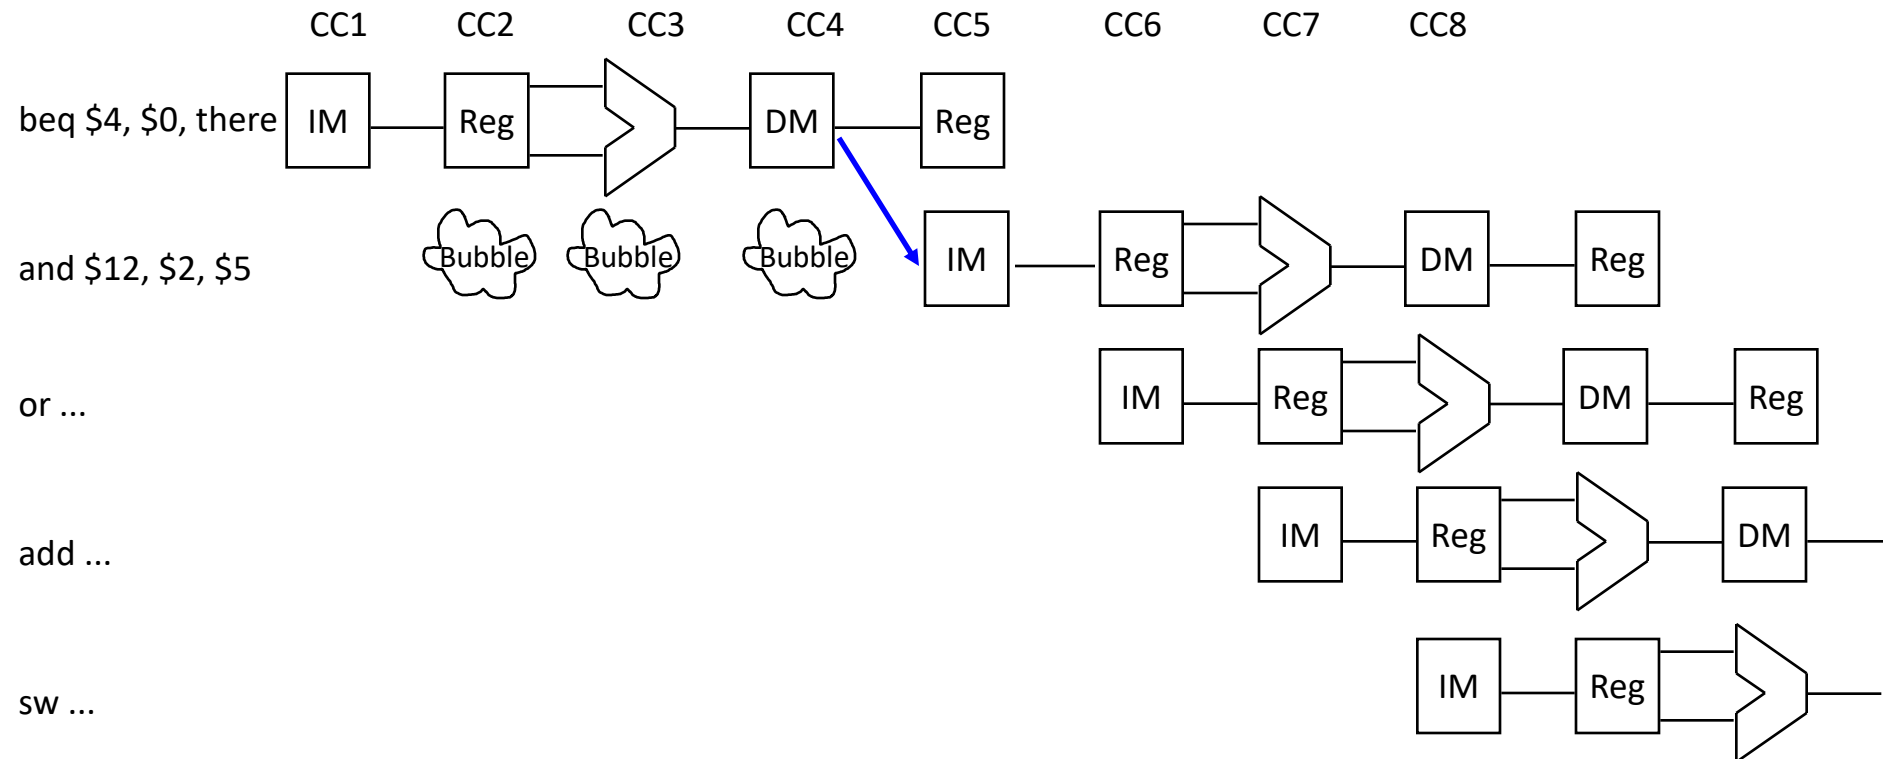 CC1 CC2 CC3 CC4 CC5 CC6 CC7 CC8
beq $4, $0, there IM Reg DM Reg
and $12, $2, $5 Bubble Bubble Bubble IM Reg DM Reg
or ... IM Reg DM Reg
add ... IM Reg DM
sw ... IM Reg